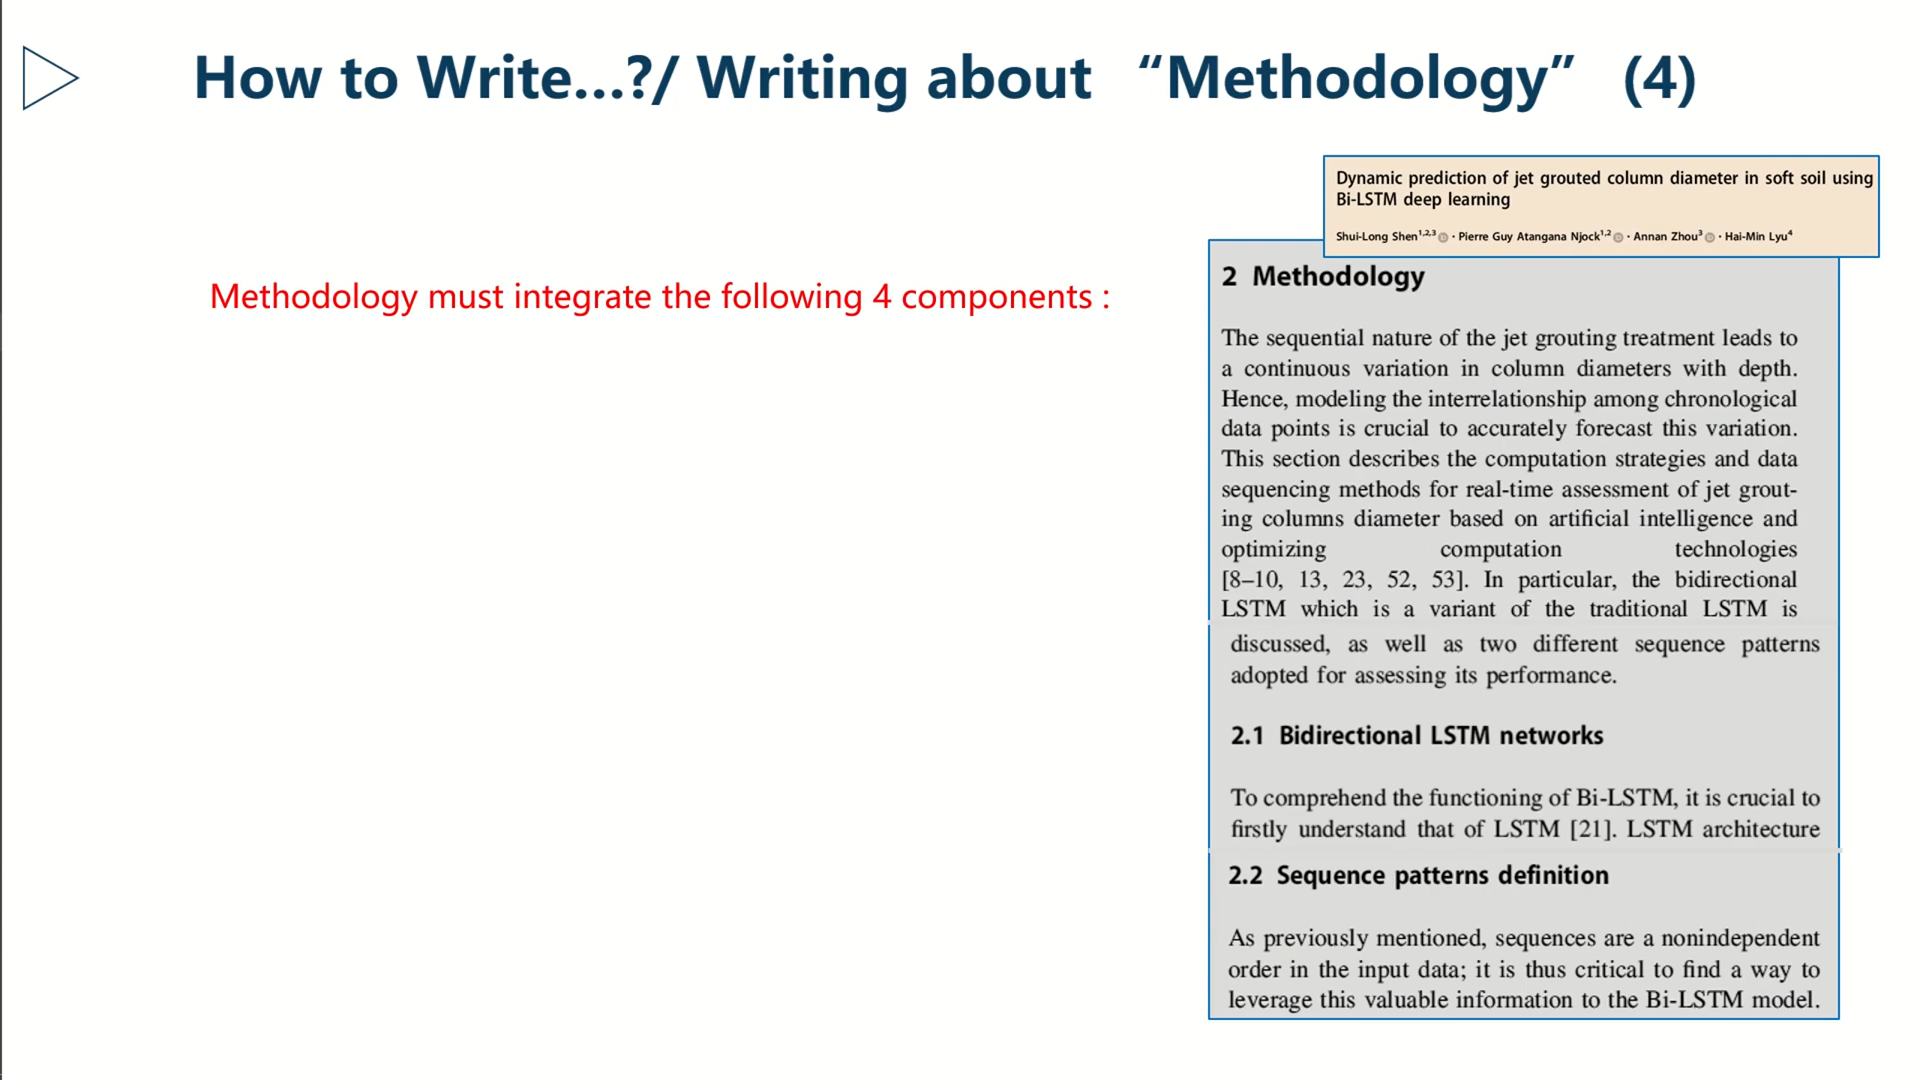 How to Write...?/ Writing about “Methodology” (4)
Methodology must integrate the following 4 components :
Dynamic prediction of jet grouted column diameter in soft soil using
Bi-LSTM deep learning
Shui-Long Shen1,2,3 · Pierre Guy Atangana Njock1,2 · Annan Zhou3 · Hai-Min Lyu4
2 Methodology
The sequential nature of the jet grouting treatment leads to
a continuous variation in column diameters with depth.
Hence, modeling the interrelationship among chronological
data points is crucial to accurately forecast this variation.
This section describes the computation strategies and data
sequencing methods for real-time assessment of jet grout-
ing columns diameter based on artificial intelligence and
optimizing computation technologies
[8–10, 13, 23, 52, 53]. In particular, the bidirectional
LSTM which is a variant of the traditional LSTM is
discussed, as well as two different sequence patterns
adopted for assessing its performance.
2.1 Bidirectional LSTM networks
To comprehend the functioning of Bi-LSTM, it is crucial to
firstly understand that of LSTM [21]. LSTM architecture
2.2 Sequence patterns definition
As previously mentioned, sequences are a nonindependent
order in the input data; it is thus critical to find a way to
leverage this valuable information to the Bi-LSTM model.